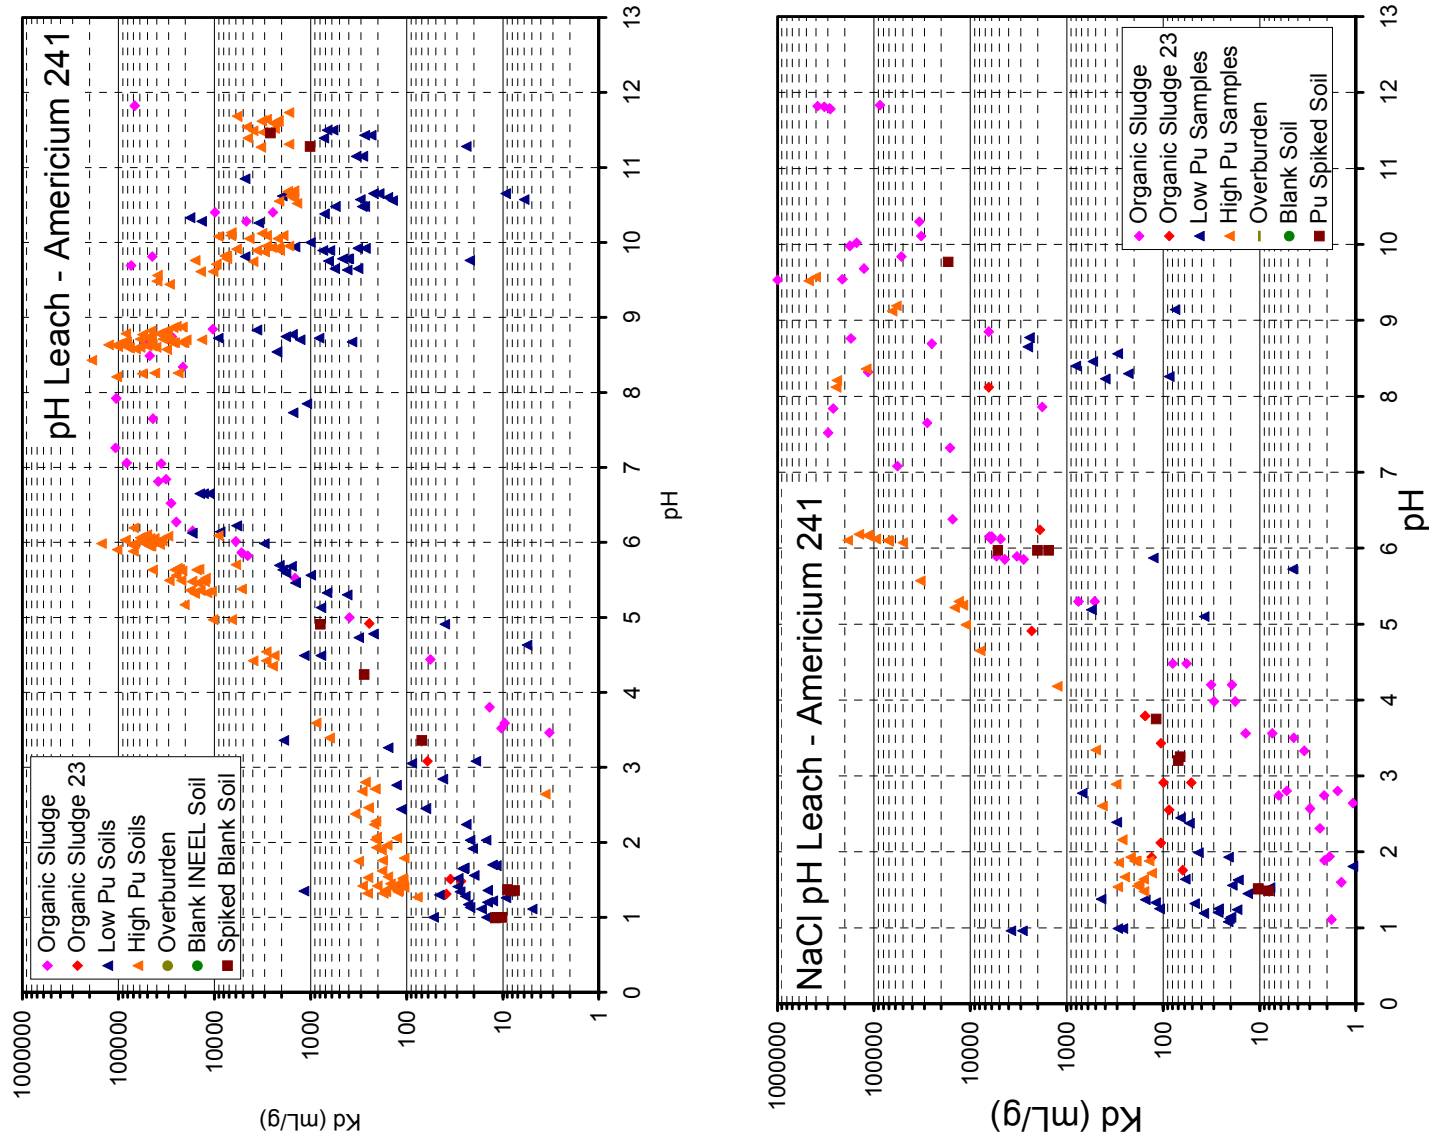 pH Leach - Americium 241
1000000
100000
10000
1000
100
10
1
Kd (mL/g)
0
1
2
3
4
5
6
7
8
9
10
11
12
13
pH
Organic Sludge
Organic Sludge 23
Low Pu Soils
High Pu Soils
Overburden
Blank INEEL Soil
Spiked Blank Soil
NaCl pH Leach - Americium 241
1000000
100000
10000
1000
100
10
1
Kd (mL/g)
0
1
2
3
4
5
6
7
8
9
10
11
12
13
pH
Organic Sludge
Organic Sludge 23
Low Pu Samples
High Pu Samples
Overburden
Blank Soil
Pu Spiked Soil